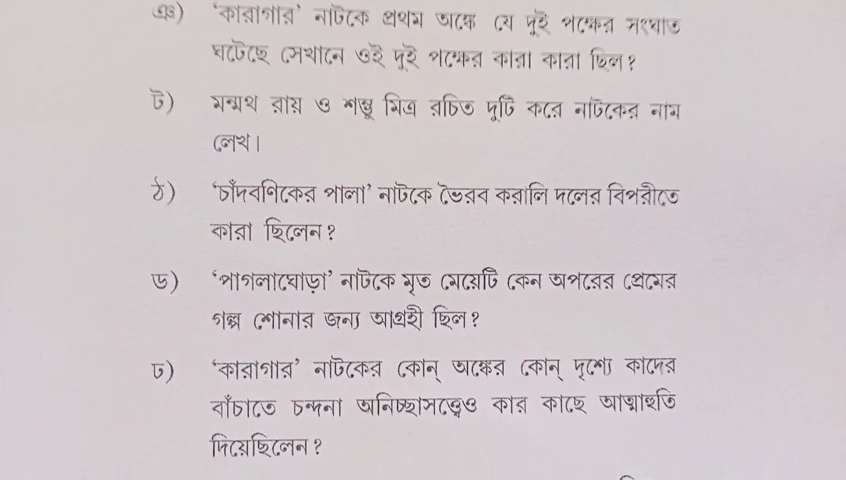 ঞ) 'কারাগার' নাটকে প্রথম অঙ্কে যে দুই পক্ষের সংঘাত
ঘটেছে সেখানে ওই দুই পক্ষের কারা কারা ছিল?
ট) মন্মথ রায় ও শম্ভু মিত্র রচিত দুটি করে নাটকের নাম
লেখ।
ঠ) 'চাঁদবণিকের পালা' নাটকে ভৈরব করালি দলের বিপরীতে
কারা ছিলেন?
ড) 'পাগলাঘোড়া' নাটকে মৃত মেয়েটি কেন অপরের প্রেমের
গল্প শোনার জন্য আগ্রহী ছিল?
ঢ) 'কারাগার' নাটকের কোন্ অঙ্কের কোন্ দৃশ্যে কাদের
বাঁচাতে চন্দনা অনিচ্ছাসত্ত্বেও কার কাছে আত্মাহুতি
দিয়েছিলেন?